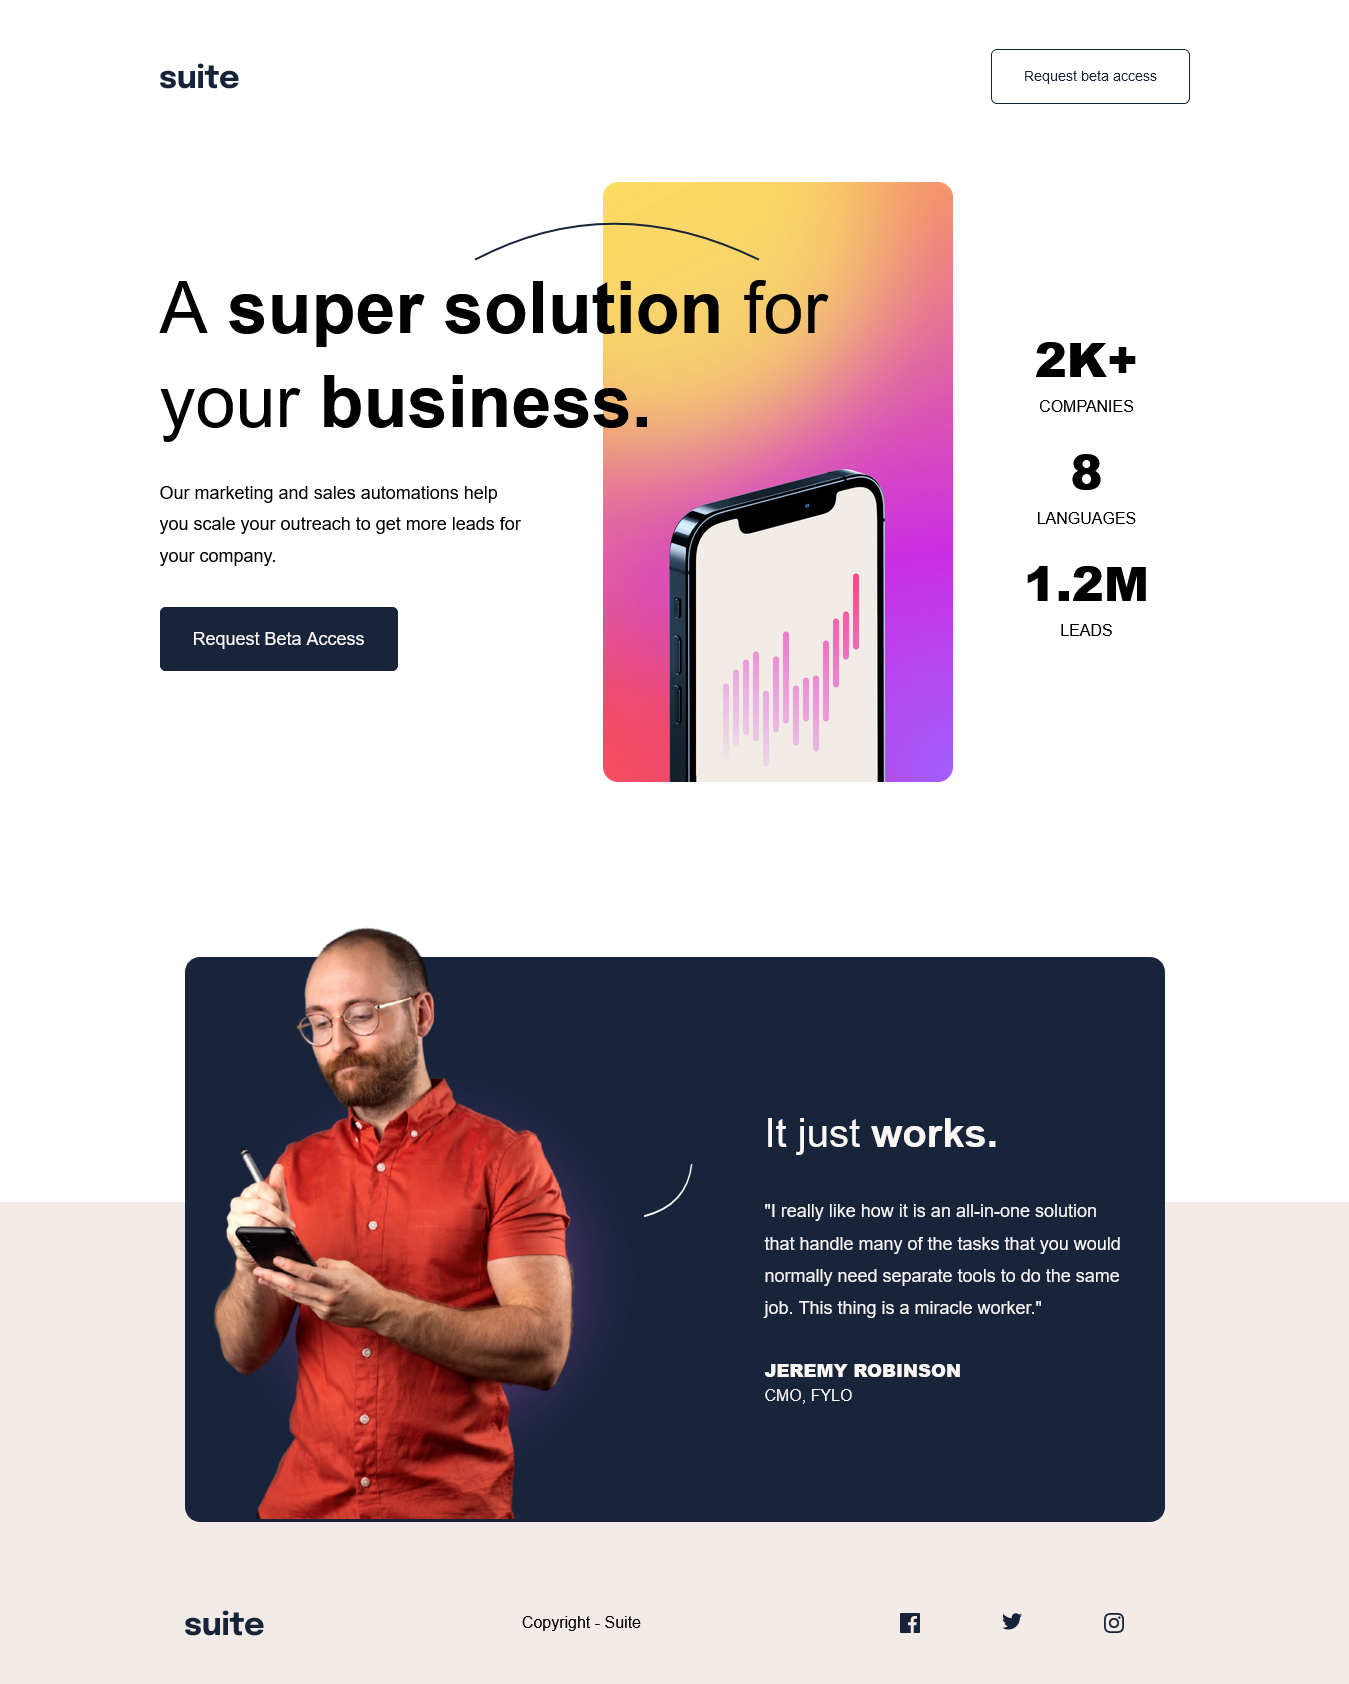 suite
Request beta access
A super solution for
your business.
Our marketing and sales automations help
you scale your outreach to get more leads for
your company.
Request Beta Access
2K+
COMPANIES
8
LANGUAGES
1.2M
LEADS
It just works.
"I really like how it is an all-in-one solution
that handle many of the tasks that you would
normally need separate tools to do the same
job. This thing is a miracle worker."
JEREMY ROBINSON
CMO, FYLO
suite
Copyright - Suite